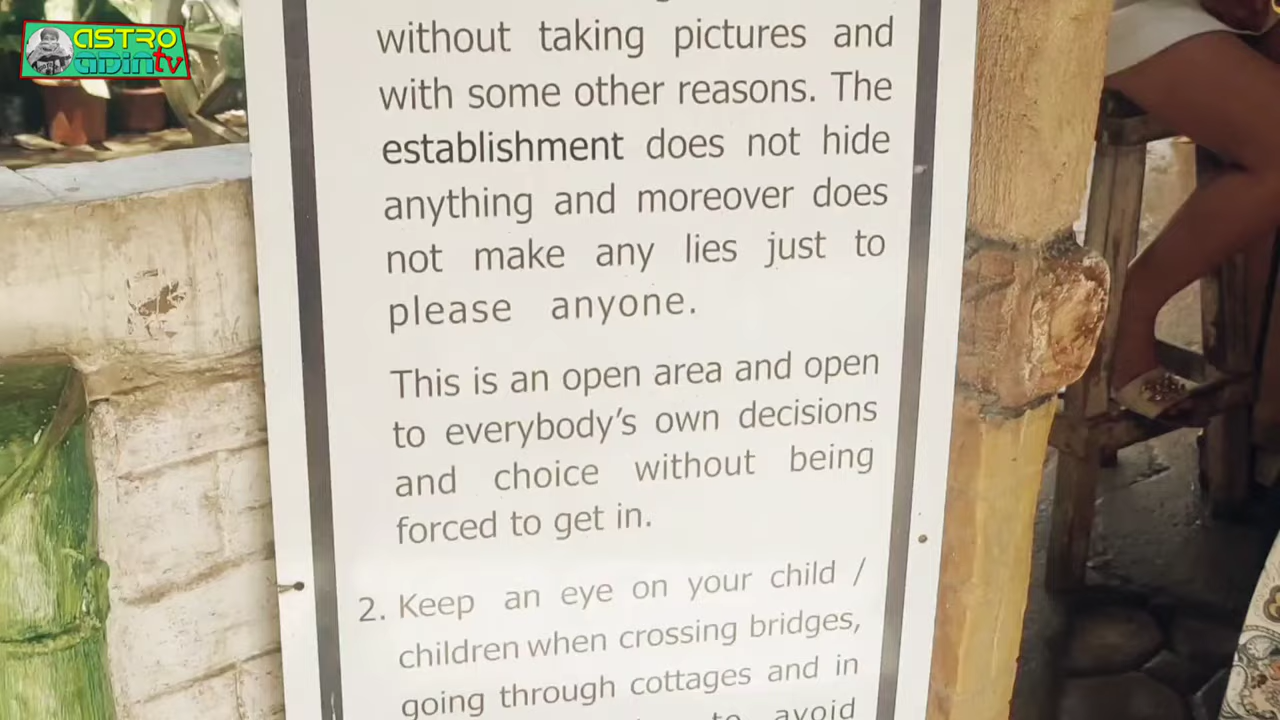 ASTRO
ADINTV
without taking pictures and
with some other reasons. The
establishment does not hide
anything and moreover does
not make any lies just to
please anyone.
This is an open area and open
to everybody's own decisions
and choice without being
forced to get in.
2. Keep an eye on your child /
children when crossing bridges,
going through cottages and in
to avoid